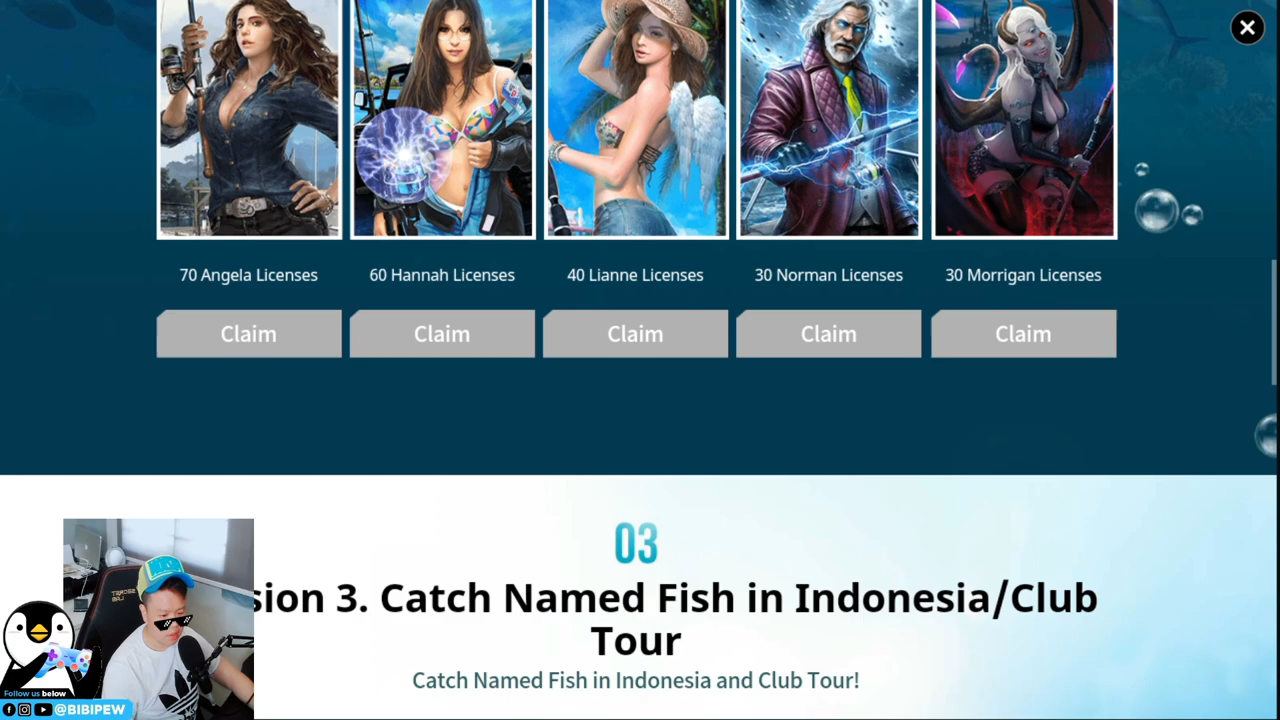 70 Angela Licenses
60 Hannah Licenses
40 Lianne Licenses
30 Norman Licenses
30 Morrigan Licenses
Claim
Claim
Claim
Claim
Claim
03
sion 3. Catch Named Fish in Indonesia/Club
Tour
Catch Named Fish in Indonesia and Club Tour!
Follow us below
@BIBIPEW